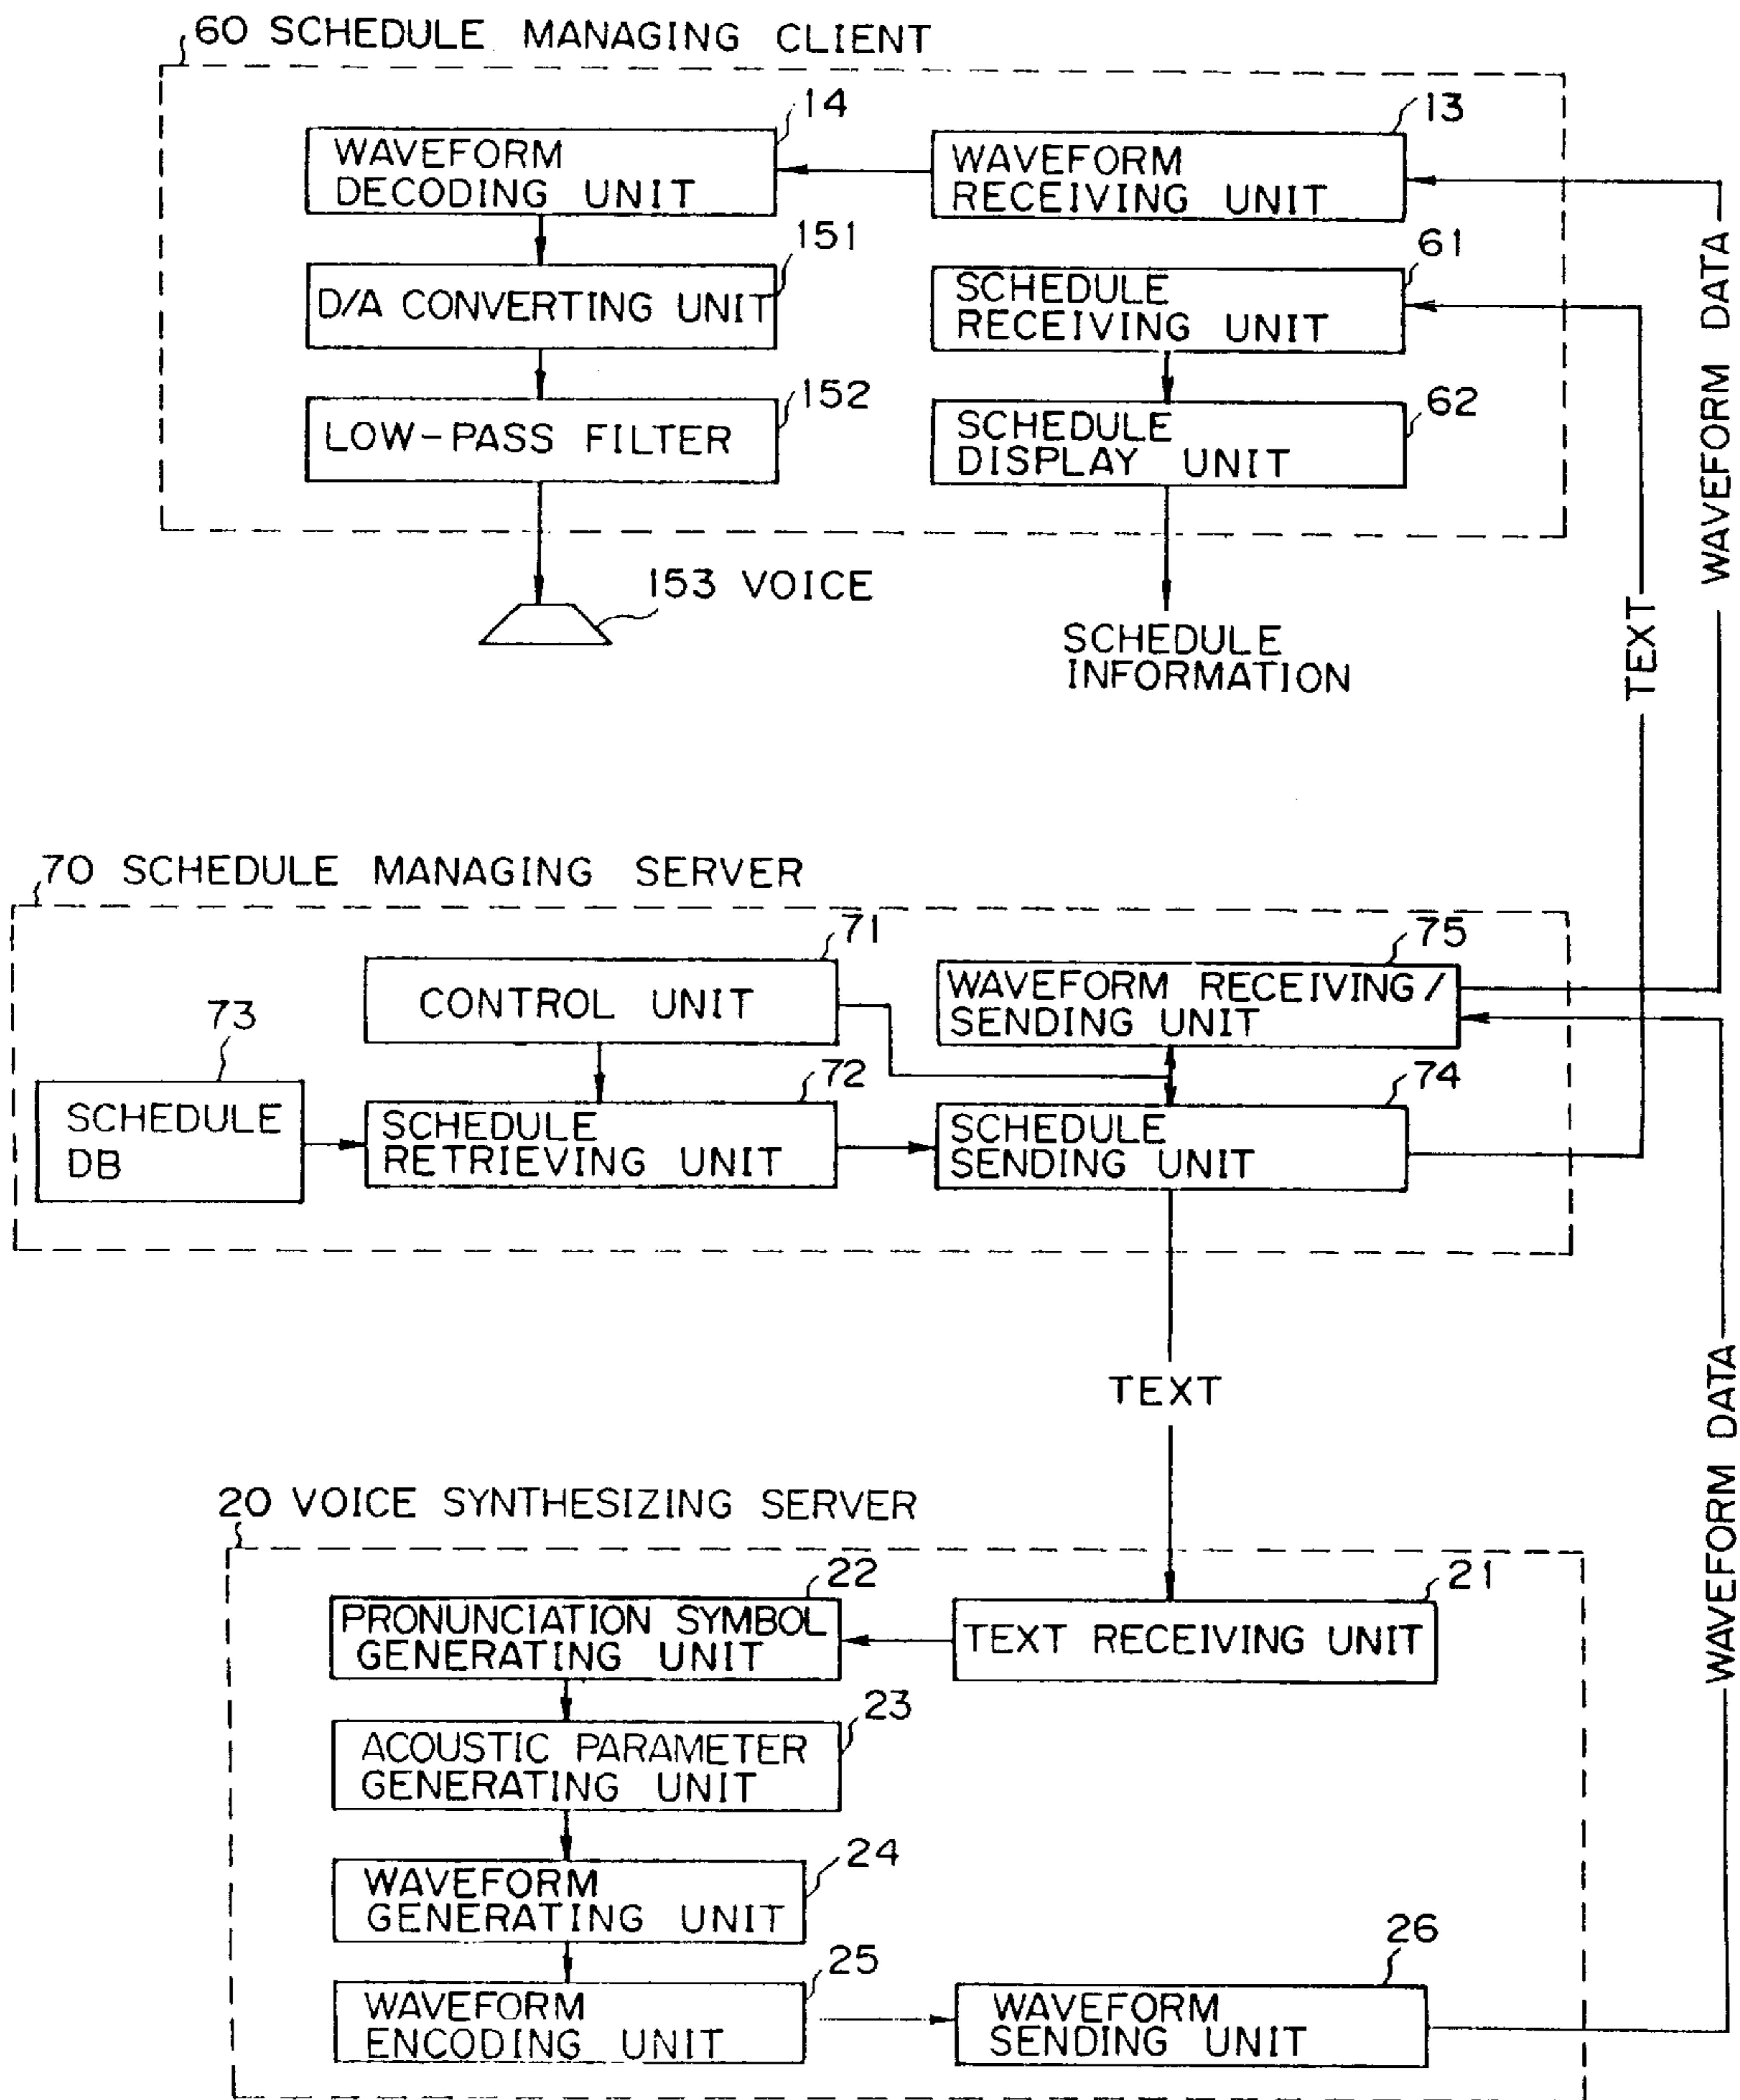 60 SCHEDULE MANAGING CLIENT
14
WAVEFORM
DECODING UNIT
13
WAVEFORM
RECEIVING UNIT
151
D/A CONVERTING UNIT
61
SCHEDULE
RECEIVING UNIT
152
LOW-PASS FILTER
62
SCHEDULE
DISPLAY UNIT
153 VOICE
SCHEDULE
INFORMATION
TEXT
WAVEFORM DATA
70 SCHEDULE MANAGING SERVER
71
CONTROL UNIT
75
WAVEFORM RECEIVING/
SENDING UNIT
73
SCHEDULE
DB
72
SCHEDULE
RETRIEVING UNIT
74
SCHEDULE
SENDING UNIT
TEXT
WAVEFORM DATA
20 VOICE SYNTHESIZING SERVER
22
PRONUNCIATION SYMBOL
GENERATING UNIT
21
TEXT RECEIVING UNIT
23
ACOUSTIC PARAMETER
GENERATING UNIT
24
WAVEFORM
GENERATING UNIT
25
WAVEFORM
ENCODING UNIT
26
WAVEFORM
SENDING UNIT